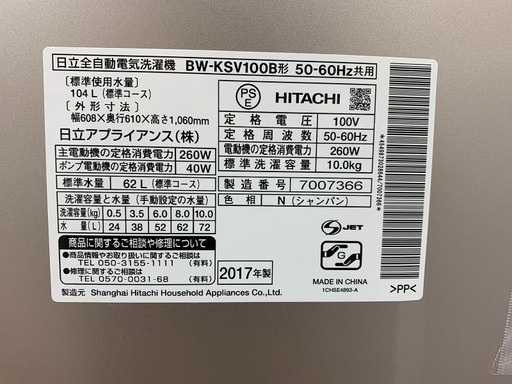 日立全自動電気洗濯機 BW-KSV100B形 50-60Hz共用
〔標準使用水量〕
104L（標準コース）
〔外形寸法〕
幅608×奥行610×高さ1,060mm
日立アプライアンス(株)
主電動機の定格消費電力 260W
ポンプ電動機の定格消費電力 40W
標準水量 62L（標準コース）
洗濯容量と水量（手動設定の水量）
洗濯容量(kg) 0.5 3.5 6.0 8.0 10.0
水量(L) 24 38 52 62 72
商品に関するご相談や修理について
●商品情報やお取り扱いに関するご相談
TEL 050-3155-1111（有料）
●修理に関するご相談
TEL 0570-0031-68（有料）
製造元 Shanghai Hitachi Household Appliances Co.,Ltd.
PS
E
HITACHI
定格電圧 100V
定格周波数 50-60Hz
定格消費電力 260W
標準洗濯容量 10.0kg
製造番号 7007366
色相 N（シャンパン）
JET
G
2017年製
MADE IN CHINA
1CHSE4893-A
>PP<